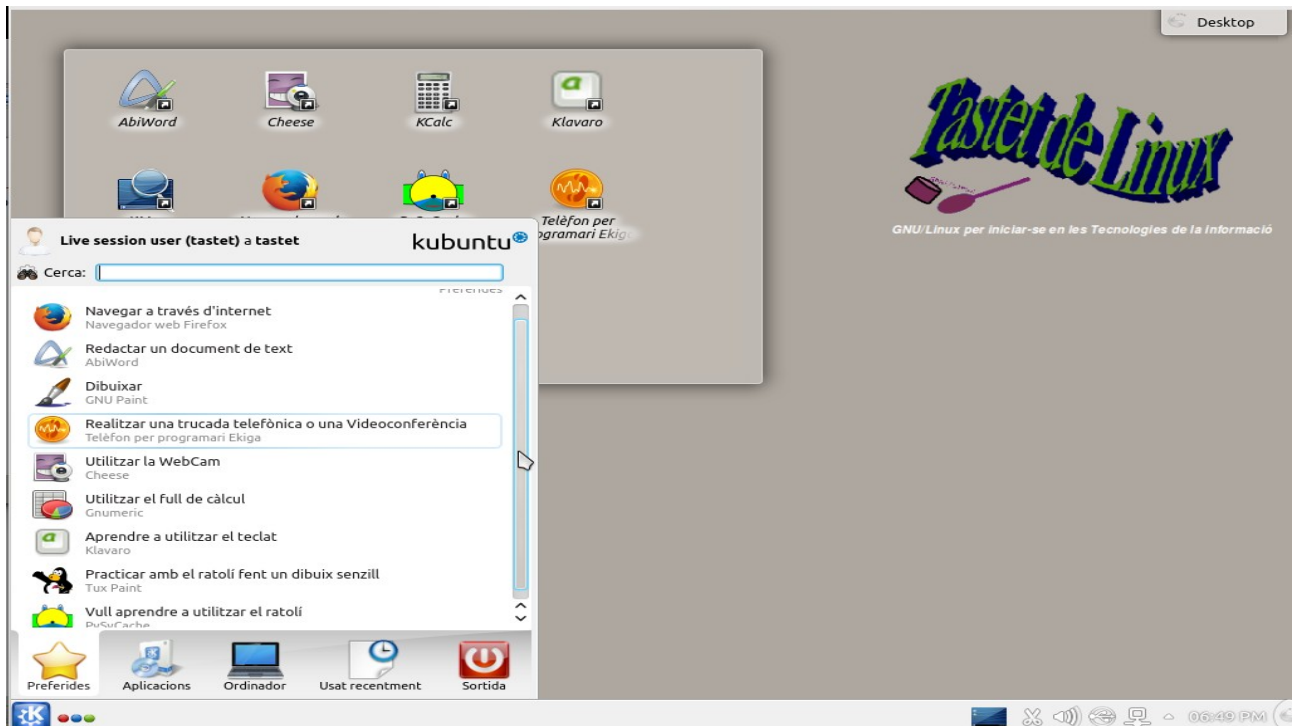 Desktop
AbiWord
Cheese
KCalc
Klavaro
Tastet de Linux
GNU/Linux per iniciar-se en les Tecnologies de la Informació
Telèfon per
programari Ekig
Live session user (tastet) a tastet
kubuntu
Cerca:
Preferides
Navegar a través d'internet
Navegador web Firefox
Redactar un document de text
AbiWord
Dibuixar
GNU Paint
Realitzar una trucada telefònica o una Videoconferència
Telèfon per programari Ekiga
Utilitzar la WebCam
Cheese
Utilitzar el full de càlcul
Gnumeric
Aprendre a utilitzar el teclat
Klavaro
Practicar amb el ratolí fent un dibuix senzill
Tux Paint
Vull aprendre a utilitzar el ratolí
PySyCache
Preferides
Aplicacions
Ordinador
Usat recentment
Sortida
06:49 PM